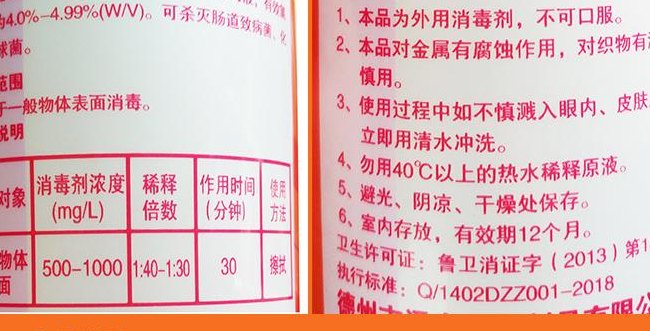 4.0%-4.99%(W/V)。可杀灭肠道致病菌、化
球菌。
范围
于一般物体表面消毒。
说明
对象 消毒剂浓度 (mg/L) 稀释倍数 作用时间 (分钟) 使用方法
物体 面 500-1000 1:40-1:30 30 擦拭
1、本品为外用消毒剂，不可口服。
2、本品对金属有腐蚀作用，对织物有
慎用。
3、使用过程中如不慎溅入眼内、皮肤
立即用清水冲洗。
4、勿用40℃以上的热水稀释原液。
5、避光、阴凉、干燥处保存。
6、室内存放，有效期12个月。
卫生许可证：鲁卫消证字（2013）第1
执行标准：Q/1402DZZ001-2018
德州